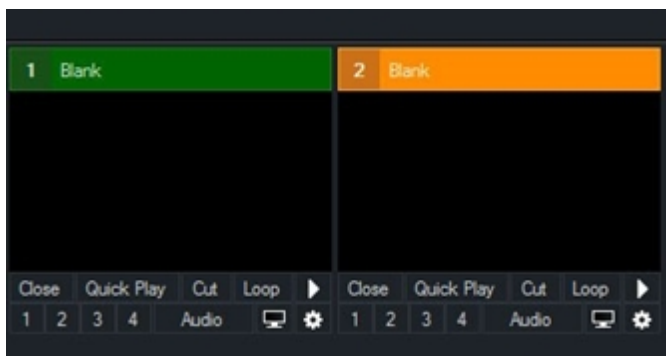 1 Blank 2 Blank
Close Quick Play Cut Loop Close Quick Play Cut Loop
1 2 3 4 Audio 1 2 3 4 Audio